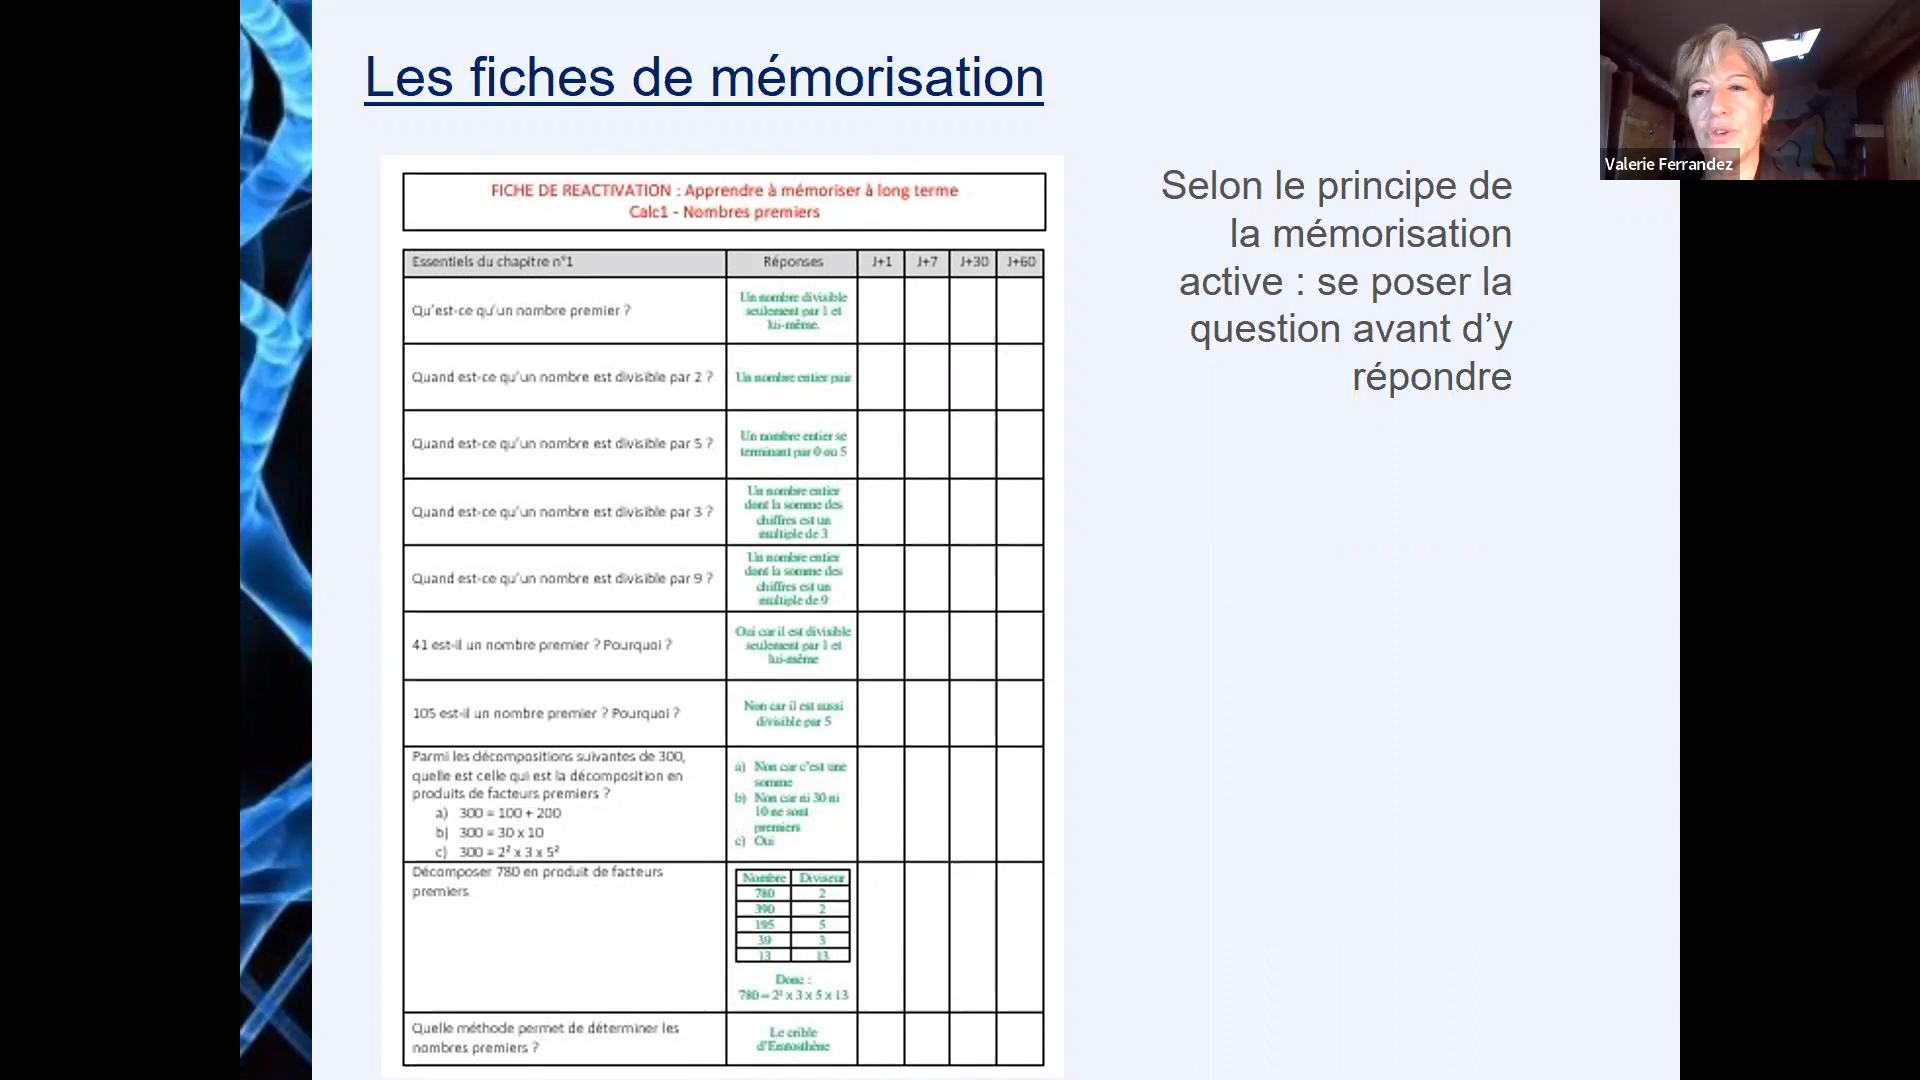 Les fiches de mémorisation
Valerie Ferrandez
Selon le principe de
la mémorisation
active : se poser la
question avant d’y
répondre
FICHE DE REACTIVATION : Apprendre à mémoriser à long terme
Calc1 - Nombres premiers
Essentiels du chapitre n°1 Réponses J+1 J+7 J+30 J+60
Qu’est-ce qu’un nombre premier ?
Un nombre divisible
seulement par 1 et
lui-même.
Quand est-ce qu’un nombre est divisible par 2 ?
Un nombre entier pair
Quand est-ce qu’un nombre est divisible par 5 ?
Un nombre entier se
terminant par 0 ou 5
Quand est-ce qu’un nombre est divisible par 3 ?
Un nombre entier
dont la somme des
chiffres est un
multiple de 3
Quand est-ce qu’un nombre est divisible par 9 ?
Un nombre entier
dont la somme des
chiffres est un
multiple de 9
41 est-il un nombre premier ? Pourquoi ?
Oui car il est divisible
seulement par 1 et
lui-même
105 est-il un nombre premier ? Pourquoi ?
Non car il est aussi
divisible par 5
Parmi les décompositions suivantes de 300,
quelle est celle qui est la décomposition en
produits de facteurs premiers ?
a) 300 = 100 + 200
b) 300 = 30 x 10
c) 300 = 2² x 3 x 5²
a) Non car c’est une
somme
b) Non car ni 30 ni
10 ne sont
premiers
c) Oui
Décomposer 780 en produit de facteurs
premiers
Nombre Diviseur
780 2
390 2
195 5
39 3
13 13
Donc :
780 = 2² x 3 x 5 x 13
Quelle méthode permet de déterminer les
nombres premiers ?
Le crible
d’Eratosthène